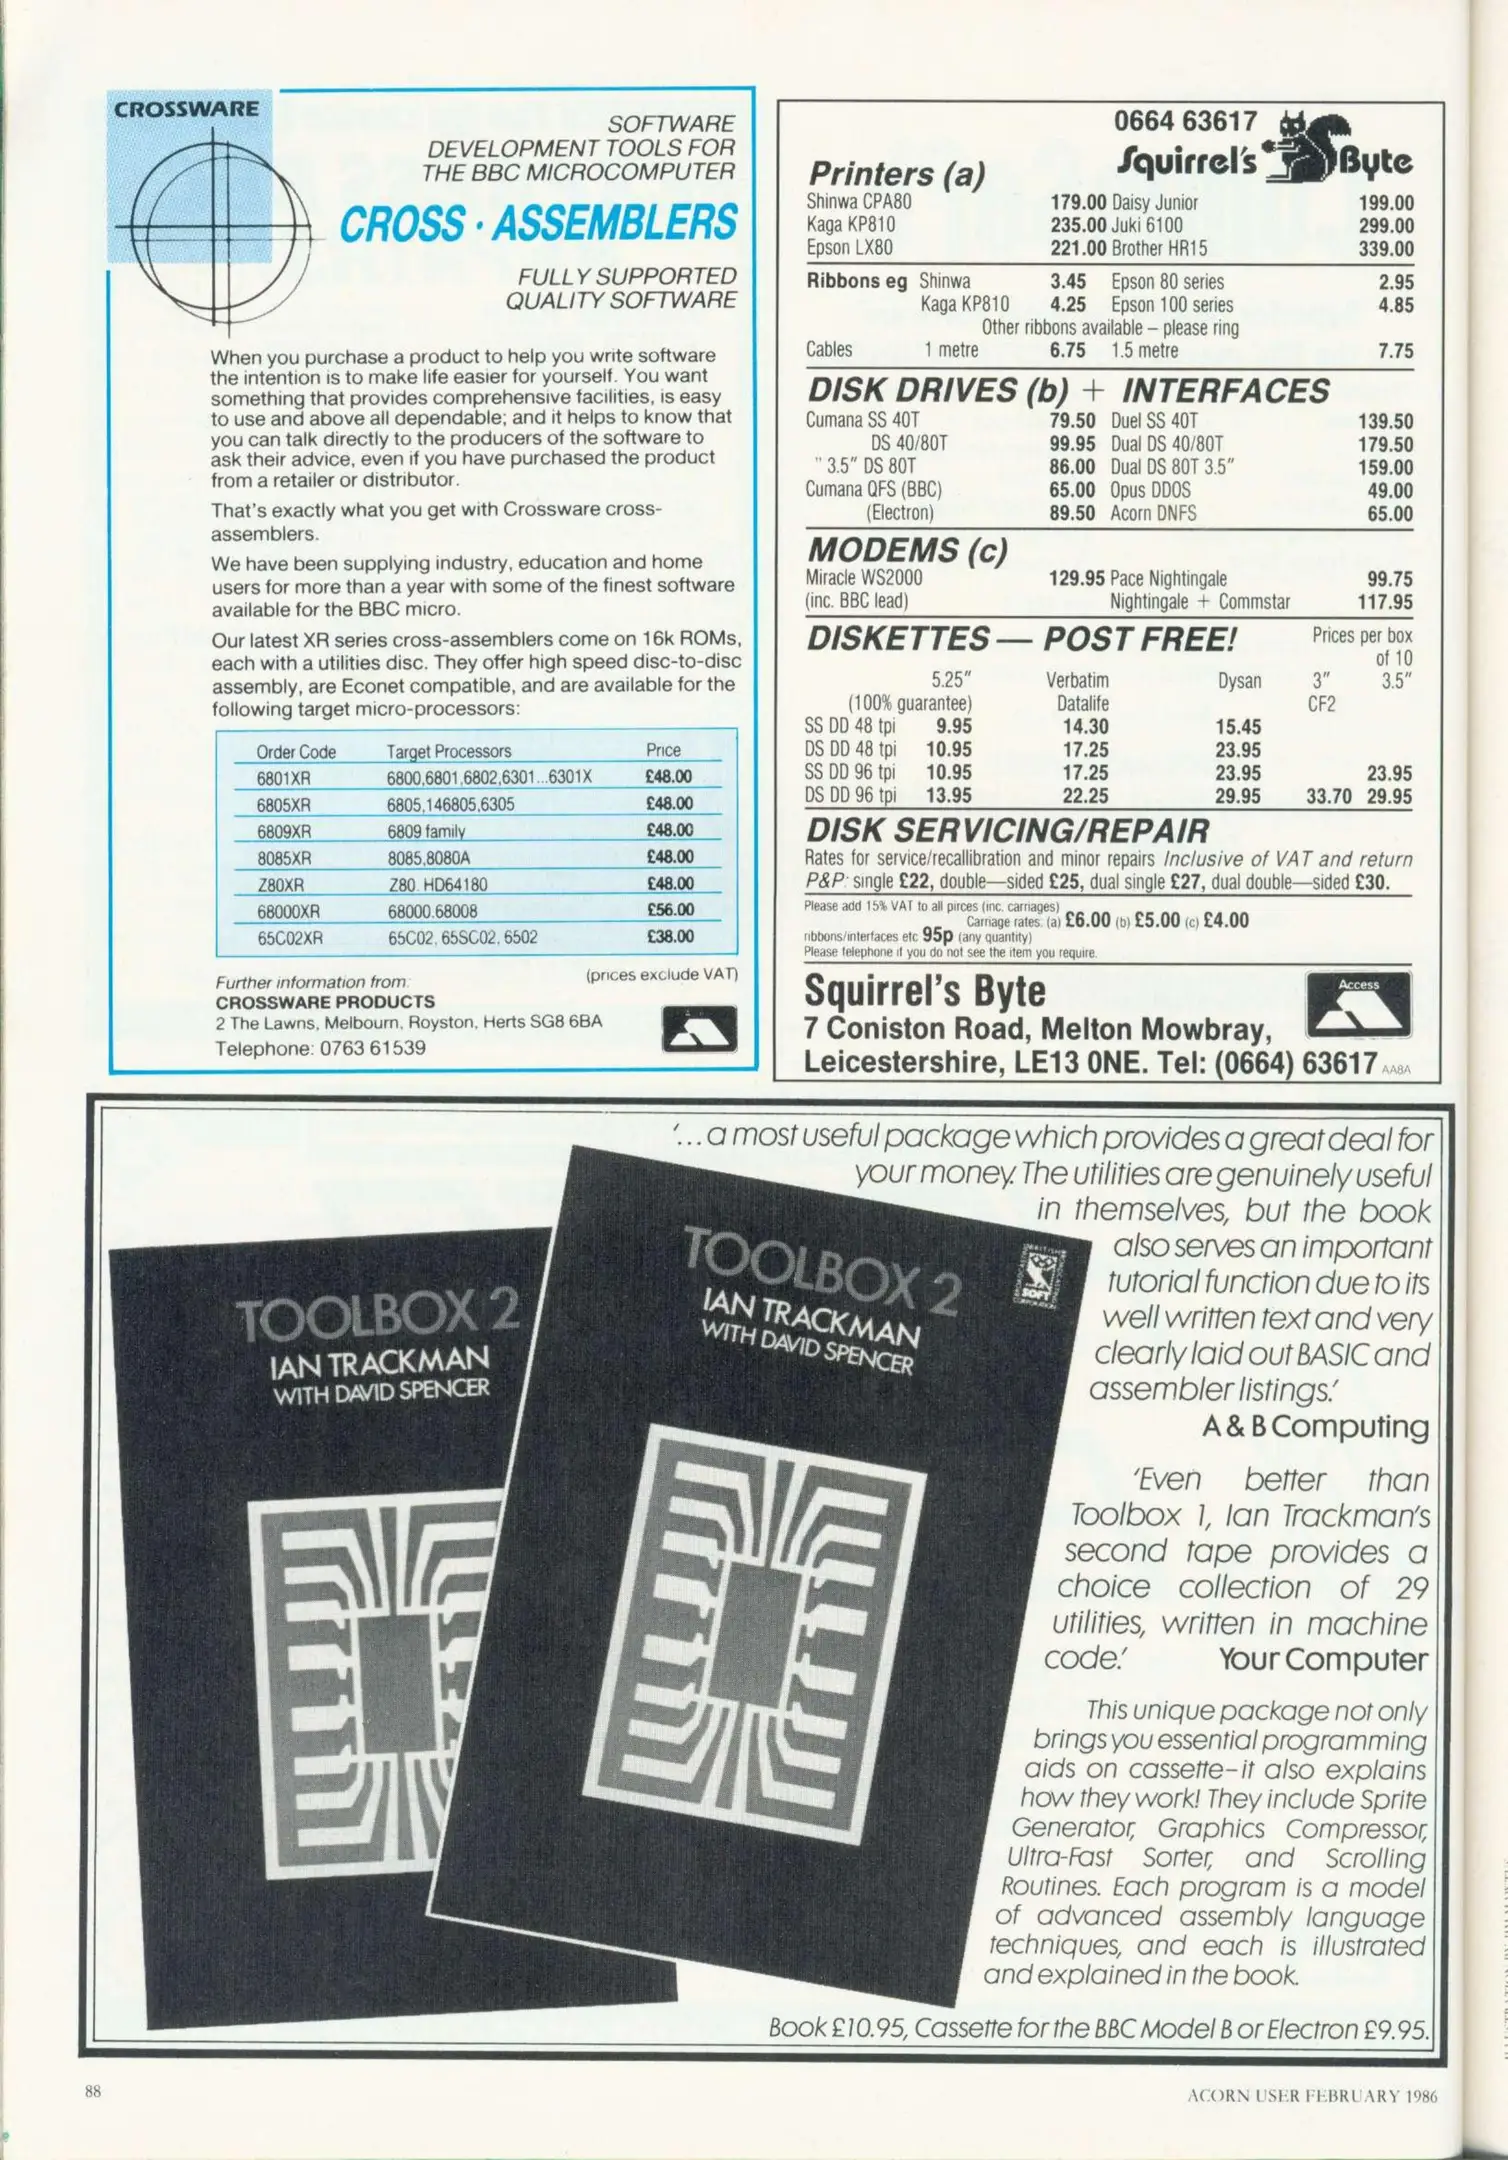 CROSSWARE
SOFTWARE
DEVELOPMENT TOOLS FOR
THE BBC MICROCOMPUTER
CROSS · ASSEMBLERS
FULLY SUPPORTED
QUALITY SOFTWARE
When you purchase a product to help you write software
the intention is to make life easier for yourself. You want
something that provides comprehensive facilities, is easy
to use and above all dependable; and it helps to know that
you can talk directly to the producers of the software to
ask their advice, even if you have purchased the product
from a retailer or distributor.
That's exactly what you get with Crossware cross-
assemblers.
We have been supplying industry, education and home
users for more than a year with some of the finest software
available for the BBC micro.
Our latest XR series cross-assemblers come on 16k ROMs,
each with a utilities disc. They offer high speed disc-to-disc
assembly, are Econet compatible, and are available for the
following target micro-processors:
Order Code Target Processors Price
6801XR 6800,6801,6802,6301...6301X £48.00
6805XR 6805,146805,6305 £48.00
6809XR 6809 family £48.00
8085XR 8085,8080A £48.00
Z80XR Z80. HD64180 £48.00
68000XR 68000.68008 £56.00
65C02XR 65C02, 65SC02, 6502 £38.00
Further information from: (prices exclude VAT)
CROSSWARE PRODUCTS
2 The Lawns, Melbourn, Royston, Herts SG8 6BA
Telephone: 0763 61539
0664 63617
Squirrel's Byte
Printers (a)
Shinwa CPA80 179.00 Daisy Junior 199.00
Kaga KP810 235.00 Juki 6100 299.00
Epson LX80 221.00 Brother HR15 339.00
Ribbons eg Shinwa 3.45 Epson 80 series 2.95
Kaga KP810 4.25 Epson 100 series 4.85
Other ribbons available – please ring
Cables 1 metre 6.75 1.5 metre 7.75
DISK DRIVES (b) + INTERFACES
Cumana SS 40T 79.50 Duel SS 40T 139.50
DS 40/80T 99.95 Dual DS 40/80T 179.50
" 3.5" DS 80T 86.00 Dual DS 80T 3.5" 159.00
Cumana QFS (BBC) 65.00 Opus DDOS 49.00
(Electron) 89.50 Acorn DNFS 65.00
MODEMS (c)
Miracle WS2000 129.95 Pace Nightingale 99.75
(inc. BBC lead) Nightingale + Commstar 117.95
DISKETTES — POST FREE! Prices per box
of 10
5.25" Verbatim Dysan 3" 3.5"
(100% guarantee) Datalife CF2
SS DD 48 tpi 9.95 14.30 15.45
DS DD 48 tpi 10.95 17.25 23.95
SS DD 96 tpi 10.95 17.25 23.95 23.95
DS DD 96 tpi 13.95 22.25 29.95 33.70 29.95
DISK SERVICING/REPAIR
Rates for service/recallibration and minor repairs Inclusive of VAT and return
P&P: single £22, double—sided £25, dual single £27, dual double—sided £30.
Please add 15% VAT to all pirces (inc. carriages)
Carriage rates: (a) £6.00 (b) £5.00 (c) £4.00
ribbons/interfaces etc 95p (any quantity)
Please telephone if you do not see the item you require.
Squirrel's Byte
7 Coniston Road, Melton Mowbray,
Leicestershire, LE13 0NE. Tel: (0664) 63617 AA8A
Access
'...a most useful package which provides a great deal for
your money. The utilities are genuinely useful
in themselves, but the book
also serves an important
tutorial function due to its
well written text and very
clearly laid out BASIC and
assembler listings.'
A & B Computing
'Even better than
Toolbox 1, Ian Trackman's
second tape provides a
choice collection of 29
utilities, written in machine
code.' Your Computer
This unique package not only
brings you essential programming
aids on cassette-it also explains
how they work! They include Sprite
Generator, Graphics Compressor,
Ultra-Fast Sorter, and Scrolling
Routines. Each program is a model
of advanced assembly language
techniques, and each is illustrated
and explained in the book.
Book £10.95, Cassette for the BBC Model B or Electron £9.95.
TOOLBOX 2
IAN TRACKMAN
WITH DAVID SPENCER
TOOLBOX 2
IAN TRACKMAN
WITH DAVID SPENCER
BRITISH
SOFT
88
ACORN USER FEBRUARY 1986